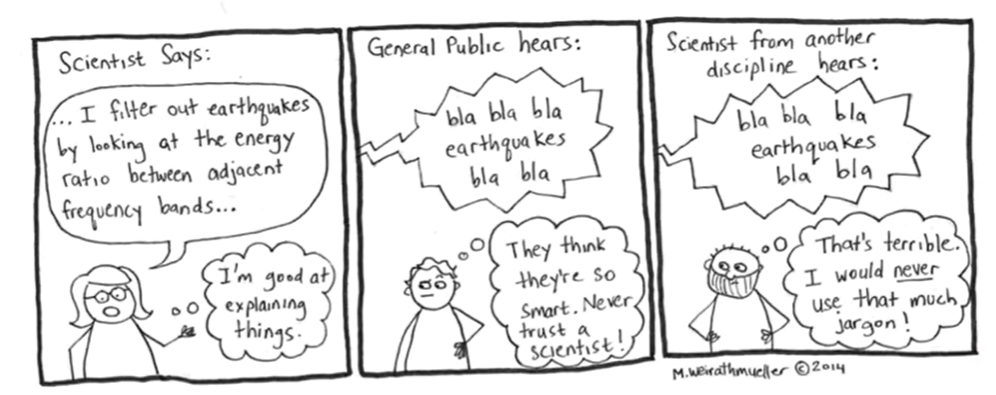 Scientist Says:
... I filter out earthquakes
by looking at the energy
ratio between adjacent
frequency bands...
I'm good at
explaining
things.
General Public hears:
bla bla bla
earthquakes
bla bla
They think
they're so
smart. Never
trust a
scientist!
Scientist from another
discipline hears:
bla bla bla
earthquakes
bla bla
That's terrible.
I would never
use that much
jargon!
M.Weirathmueller ©2014